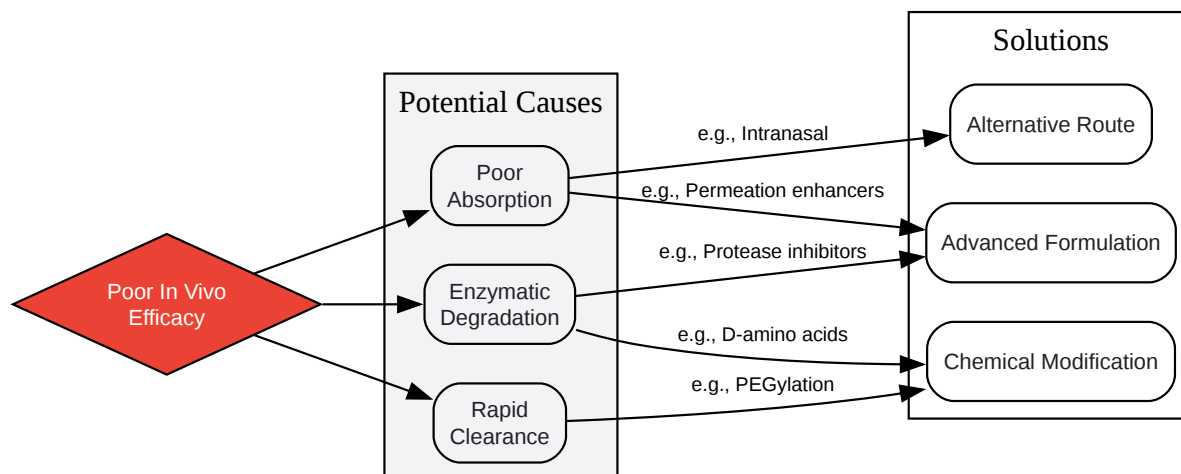 Poor In Vivo
Efficacy
Potential Causes
Poor
Absorption
Enzymatic
Degradation
Rapid
Clearance
e.g., Intranasal
e.g., Permeation enhancers
e.g., Protease inhibitors
e.g., D-amino acids
e.g., PEGylation
Solutions
Alternative Route
Advanced Formulation
Chemical Modification